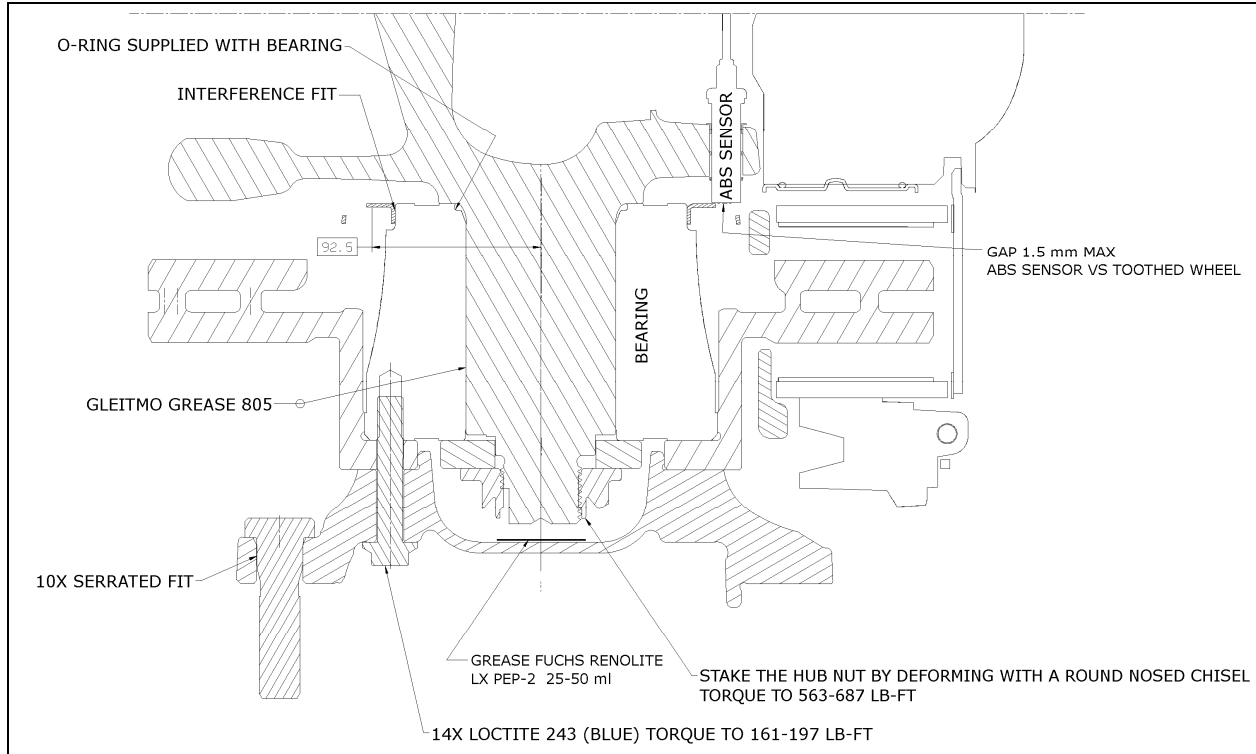 O-RING SUPPLIED WITH BEARING
INTERFERENCE FIT
ABS SENSOR
92.5
GAP 1.5 mm MAX
ABS SENSOR VS TOOTHED WHEEL
BEARING
GLEITMO GREASE 805
10X SERRATED FIT
GREASE FUCHS RENOLITE
LX PEP-2 25-50 ml
STAKE THE HUB NUT BY DEFORMING WITH A ROUND NOSED CHISEL
TORQUE TO 563-687 LB-FT
14X LOCTITE 243 (BLUE) TORQUE TO 161-197 LB-FT